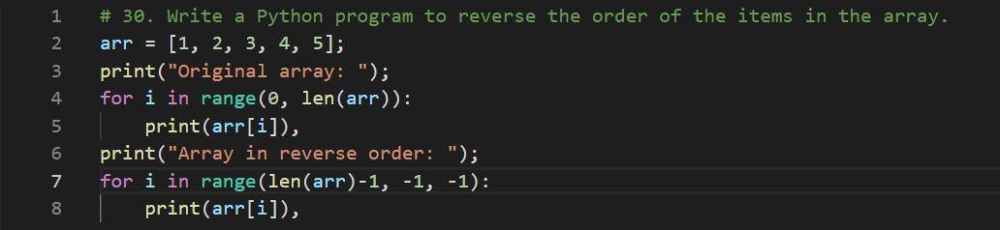 1 # 30. Write a Python program to reverse the order of the items in the array.
2 arr = [1, 2, 3, 4, 5];
3 print("Original array: ");
4 for i in range(0, len(arr)):
5     print(arr[i]),
6 print("Array in reverse order: ");
7 for i in range(len(arr)-1, -1, -1):
8     print(arr[i]),